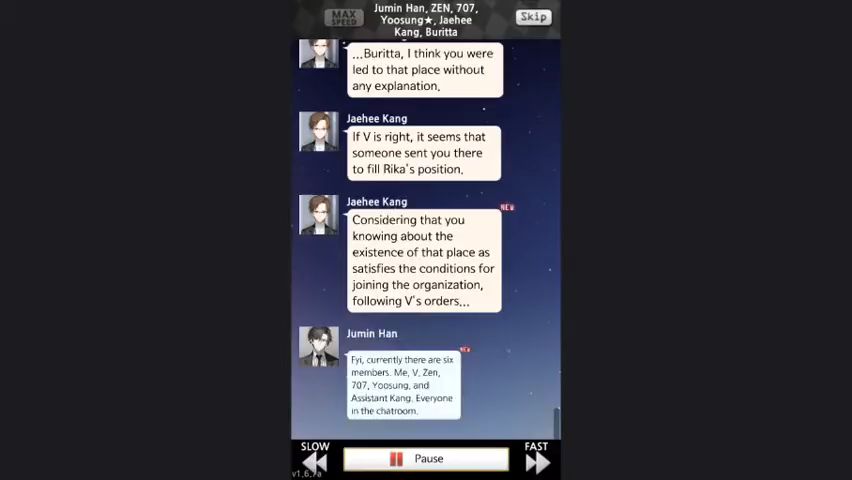 MAX
SPEED
Jumin Han, ZEN, 707,
Yoosung★, Jaehee
Kang, Buritta
Skip
...Buritta, I think you were
led to that place without
any explanation.
Jaehee Kang
If V is right, it seems that
someone sent you there
to fill Rika's position.
Jaehee Kang
NEW
Considering that you
knowing about the
existence of that place as
satisfies the conditions for
joining the organization,
following V's orders...
Jumin Han
NEW
Fyi, currently there are six
members. Me, V, Zen,
707, Yoosung, and
Assistant Kang. Everyone
in the chatroom.
SLOW
Pause
FAST